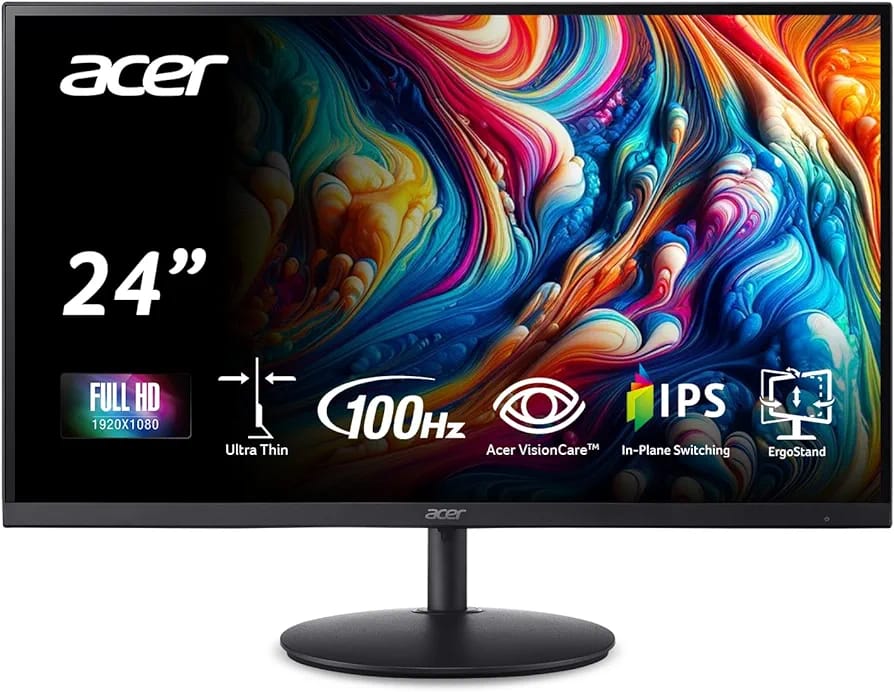 acer
24”
FULL HD
1920X1080
Ultra Thin
100Hz
Acer VisionCare™
IPS
In-Plane Switching
ErgoStand
acer